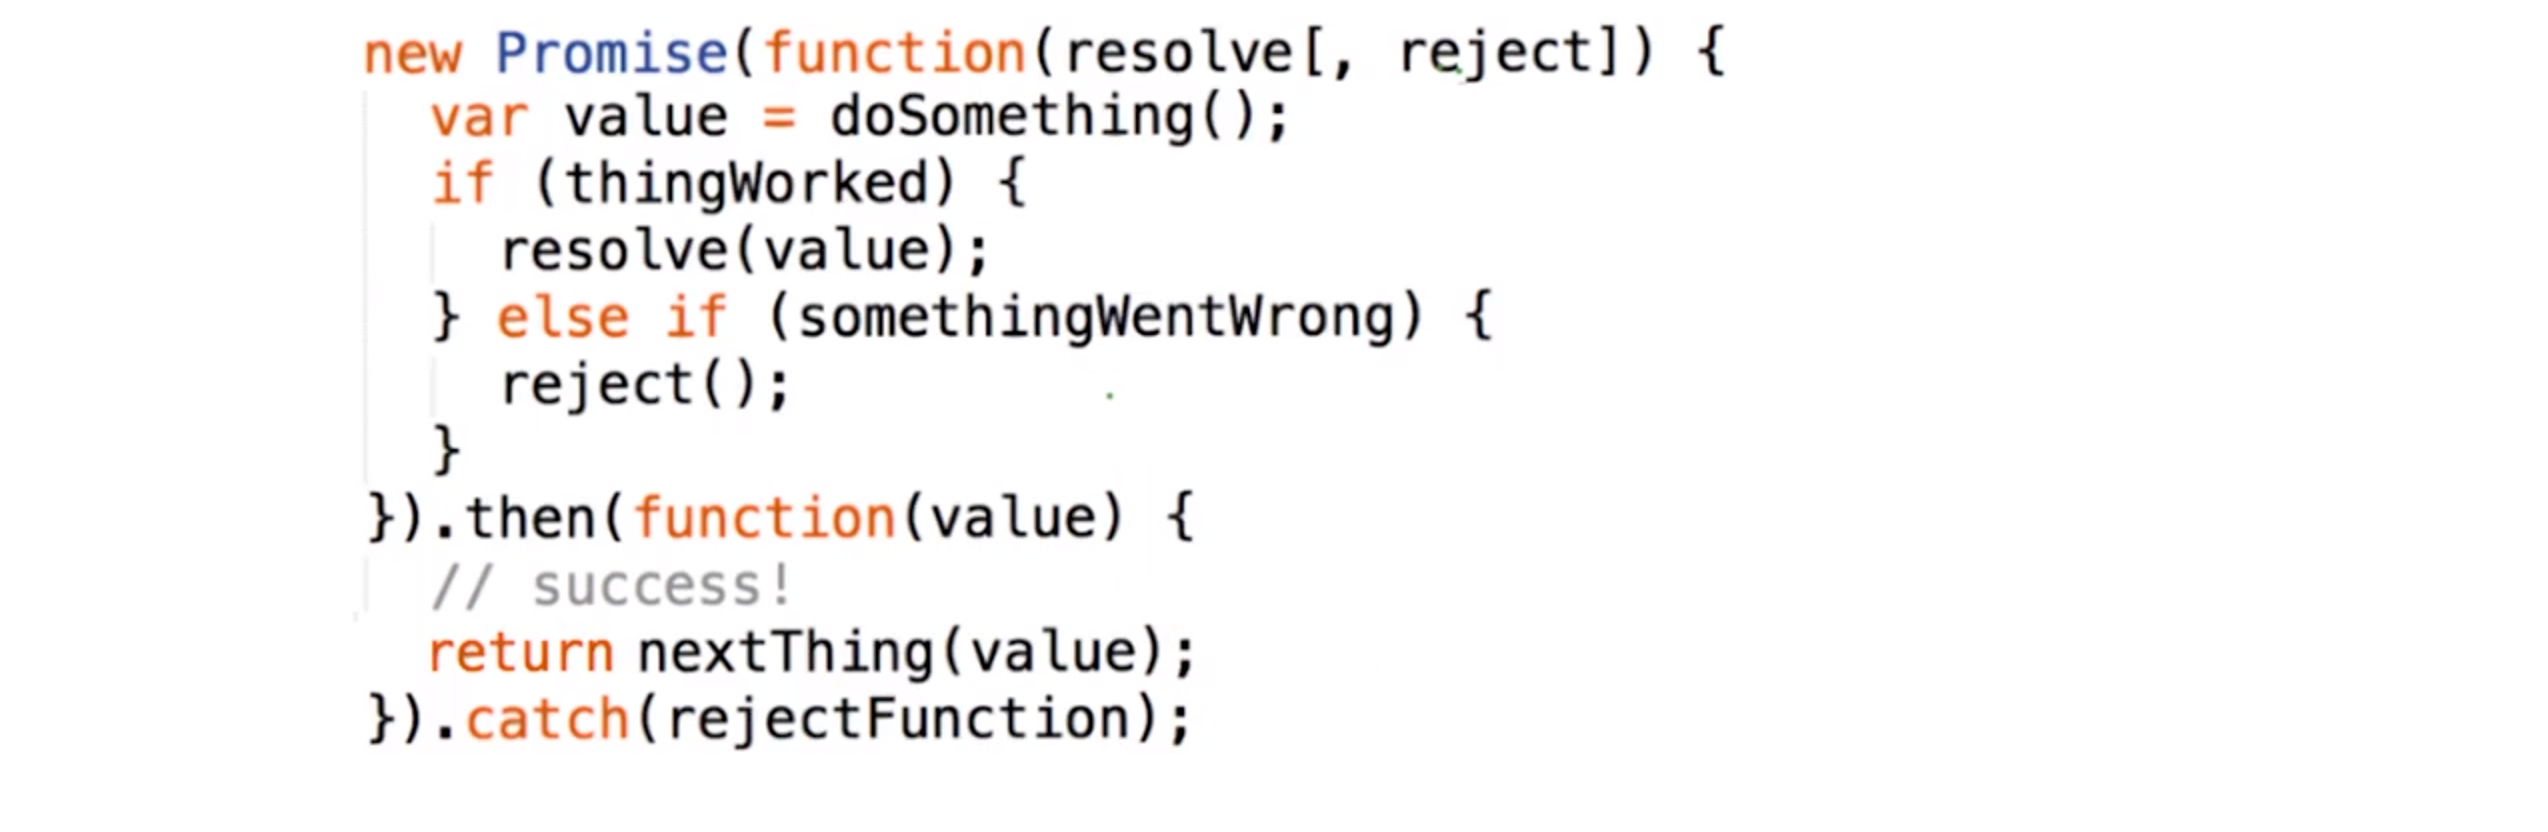 new Promise(function(resolve[, reject]) {
  var value = doSomething();
  if (thingWorked) {
    resolve(value);
  } else if (somethingWentWrong) {
    reject();
  }
}).then(function(value) {
  // success!
  return nextThing(value);
}).catch(rejectFunction);